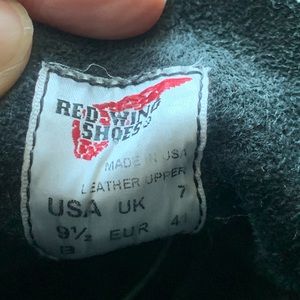 RED WING
SHOES
MADE IN USA
LEATHER UPPER
USA UK 7
9½ EUR 41
B